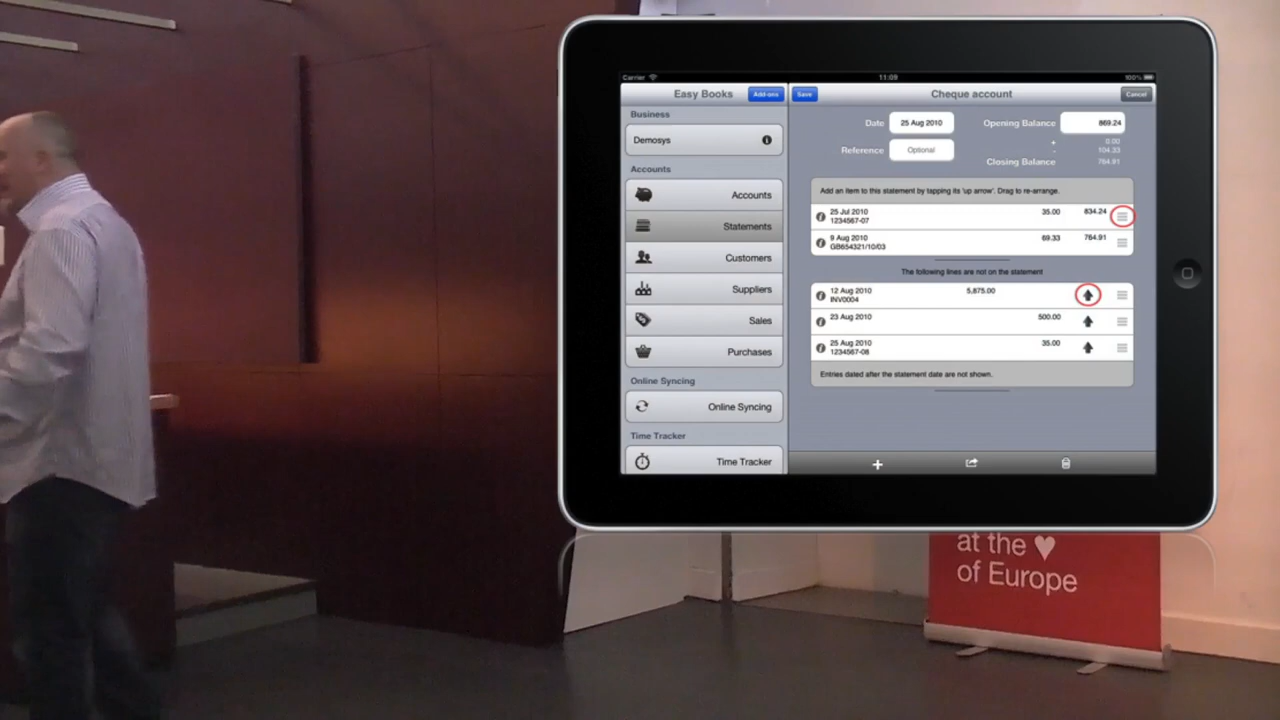 Carrier 11:09 100%
Easy Books Add-ons
Business
Demosys
Accounts
Accounts
Statements
Customers
Suppliers
Sales
Purchases
Online Syncing
Online Syncing
Time Tracker
Time Tracker
Save Cheque account Cancel
Date 25 Aug 2010 Opening Balance 869.24
+ 0.00
Reference Optional - 104.33
Closing Balance 764.91
Add an item to this statement by tapping its 'up arrow'. Drag to re-arrange.
25 Jul 2010 35.00 834.24
1234567-07
9 Aug 2010 69.33 764.91
GB654321/10/03
The following lines are not on the statement
12 Aug 2010 5,875.00
INV0004
23 Aug 2010 500.00
25 Aug 2010 35.00
1234567-08
Entries dated after the statement date are not shown.
at the ♥
of Europe